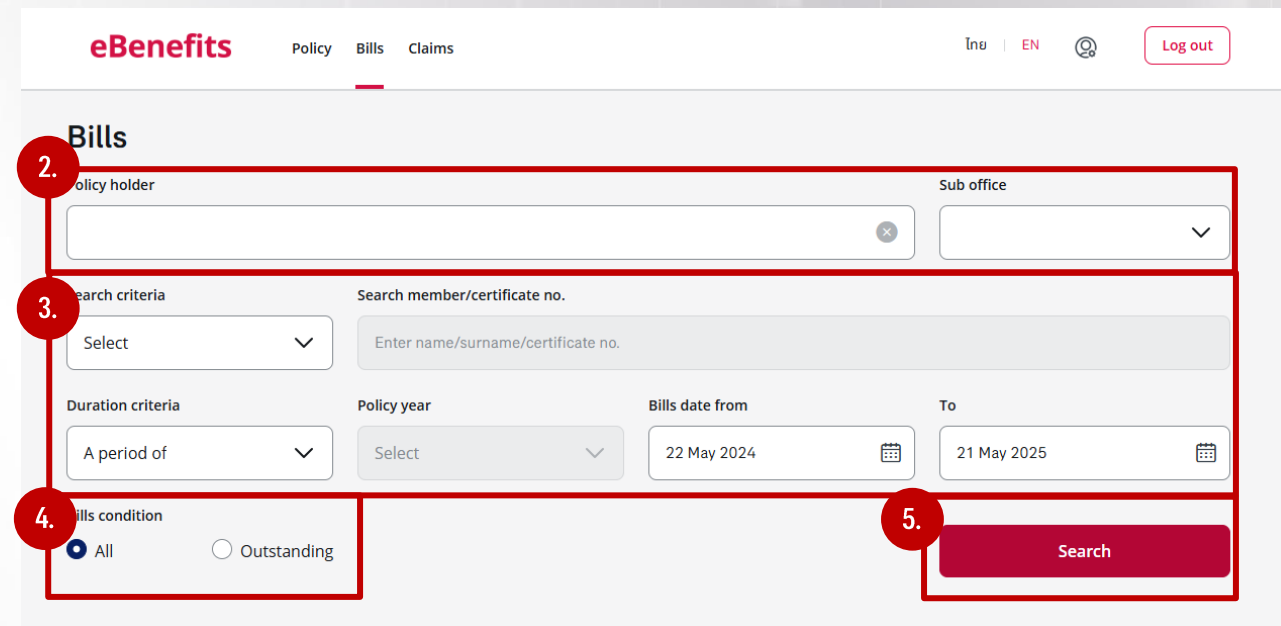 eBenefits Policy Bills Claims ไทย | EN Log out
Bills
2.
olicy holder Sub office
3.
earch criteria Search member/certificate no.
Select Enter name/surname/certificate no.
Duration criteria Policy year Bills date from To
A period of Select 22 May 2024 21 May 2025
4. ills condition 5.
All Outstanding Search